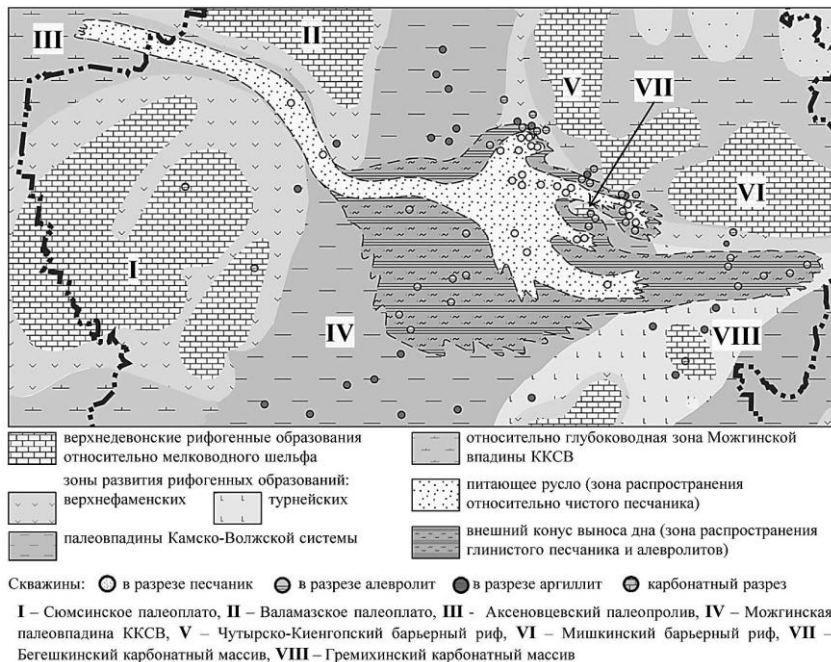 III
II
V
VII
VI
I
IV
VIII
верхнедевонские рифогенные образования
относительно мелководного шельфа
зоны развития рифогенных образований:
верхнефаменских
турнейских
палеовпадины Камско-Волжской системы
относительно глубоководная зона Можгинской
впадины ККСВ
питающее русло (зона распространения
относительно чистого песчаника)
внешний конус выноса дна (зона распространения
глинистого песчаника и алевролитов)
Скважины: в разрезе песчаник в разрезе алевролит в разрезе аргиллит карбонатный разрез
I – Сюмсинское палеоплато, II – Валамазское палеоплато, III - Аксеновцевский палеопролив, IV – Можгинская
палеовпадина ККСВ, V – Чутырско-Киенгопский барьерный риф, VI – Мишкинский барьерный риф, VII –
Бегешкинский карбонатный массив, VIII – Гремихинский карбонатный массив